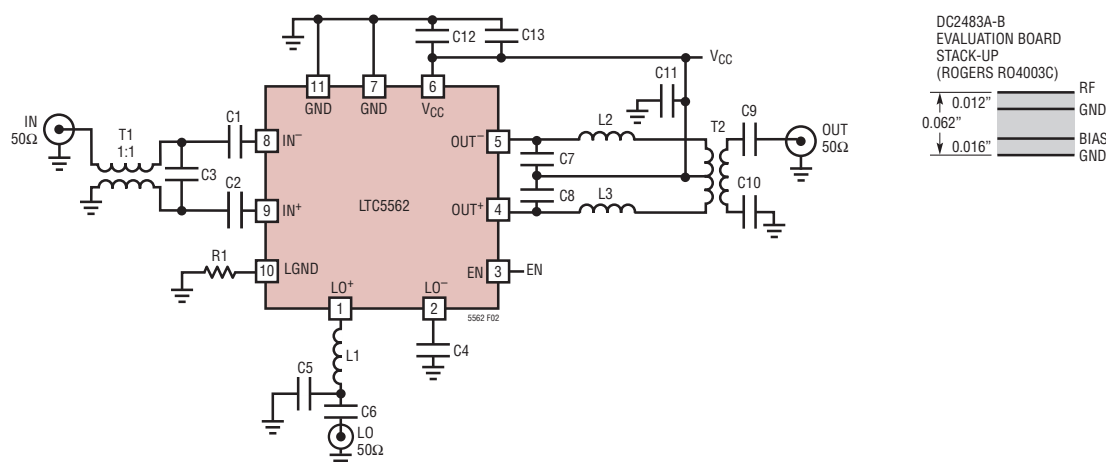 C12
C13
V_CC
C11
11
GND
7
GND
6
V_CC
IN
50Ω
T1
1:1
C1
C3
C2
8
IN⁻
9
IN⁺
R1
10
LGND
LTC5562
OUT⁻
5
OUT⁺
4
EN
3
EN
LO⁺
1
LO⁻
2
5562 F02
L2
C7
C8
L3
T2
C9
C10
OUT
50Ω
L1
C5
C6
LO
50Ω
C4
DC2483A-B
EVALUATION BOARD
STACK-UP
(ROGERS RO4003C)
RF
0.012”
GND
0.062”
BIAS
0.016”
GND